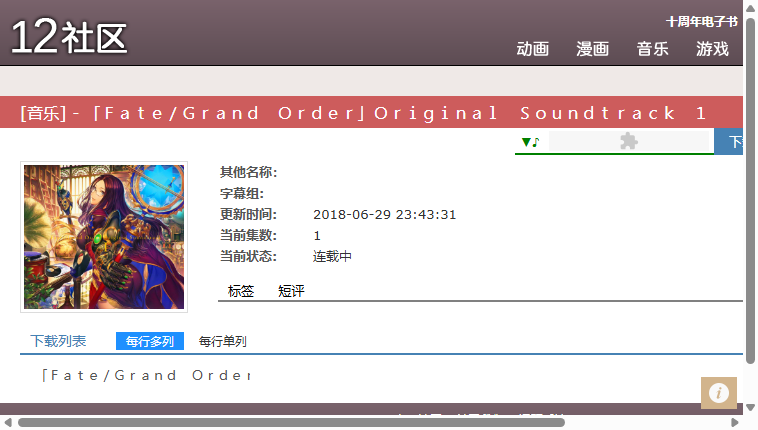 12社区
十周年电子书
动画 漫画 音乐 游戏
[音乐] - 「Fate/Grand Order」Original Soundtrack 1
▼♪
其他名称:
字幕组:
更新时间: 2018-06-29 23:43:31
当前集数: 1
当前状态: 连载中
标签 短评
下载列表 每行多列 每行单列
「Fate/Grand Order